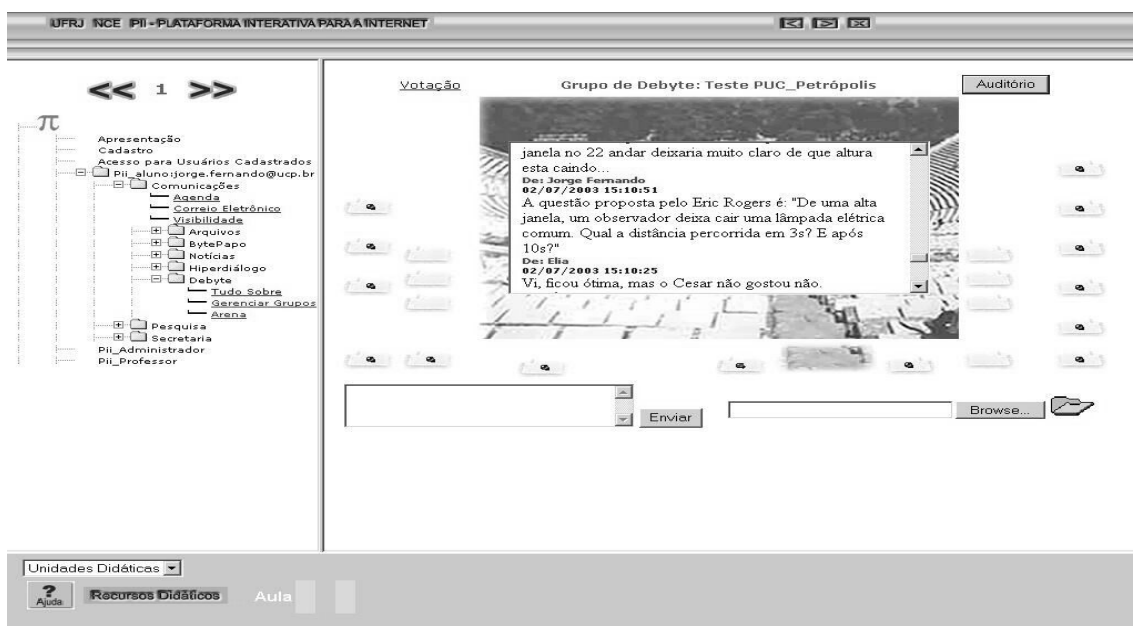 UFRJ NCE PII - PLATAFORMA INTERATIVA PARA A INTERNET
<< 1 >>
π
Apresentação
Cadastro
Acesso para Usuários Cadastrados
Pii_aluno:jorge.fernando@ucp.br
Comunicações
Agenda
Correio Eletrônico
Visibilidade
Arquivos
BytePapo
Notícias
Hiperdiálogo
Debyte
Tudo Sobre
Gerenciar Grupos
Arena
Pesquisa
Secretaria
Pii_Administrador
Pii_Professor
Votação
Grupo de Debyte: Teste PUC_Petrópolis
Auditório
janela no 22 andar deixaria muito claro de que altura
esta caindo...
De: Jorge Fernando
02/07/2003 15:10:51
A questão proposta pelo Eric Rogers é: "De uma alta
janela, um observador deixa cair uma lâmpada elétrica
comum. Qual a distância percorrida em 3s? E após
10s?"
De: Elia
02/07/2003 15:10:25
Vi, ficou ótima, mas o Cesar não gostou não.
Enviar
Browse...
Unidades Didáticas
?
Ajuda
Recursos Didáticos
Aula